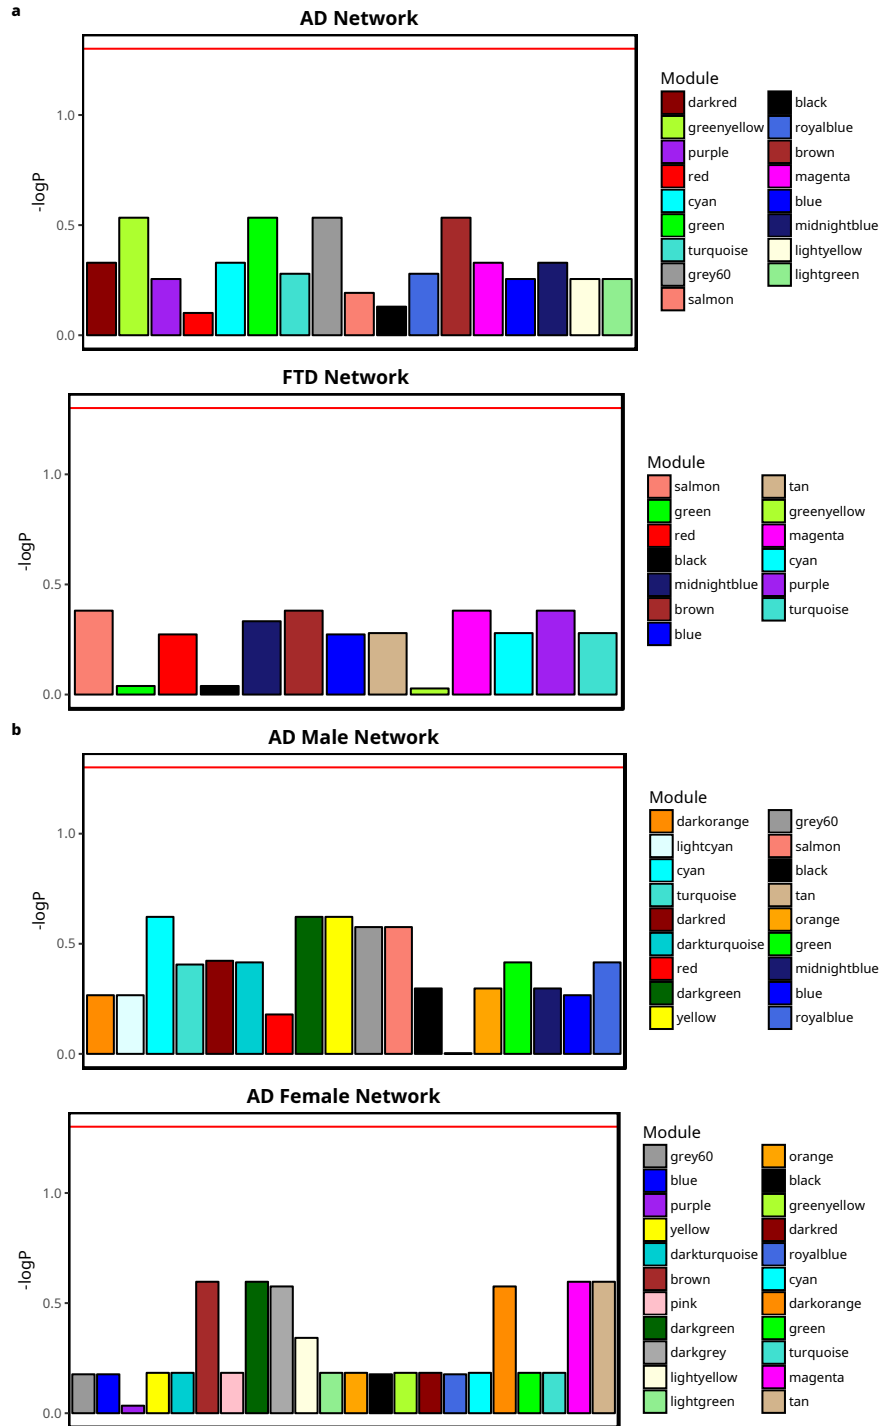 a
AD Network
1.0
0.5
0.0
-logP
Module
darkred
greenyellow
purple
red
cyan
green
turquoise
grey60
salmon
black
royalblue
brown
magenta
blue
midnightblue
lightyellow
lightgreen
FTD Network
1.0
0.5
0.0
-logP
Module
salmon
green
red
black
midnightblue
brown
blue
tan
greenyellow
magenta
cyan
purple
turquoise
b
AD Male Network
1.0
0.5
0.0
-logP
Module
darkorange
lightcyan
cyan
turquoise
darkred
darkturquoise
red
darkgreen
yellow
grey60
salmon
black
tan
orange
green
midnightblue
blue
royalblue
AD Female Network
1.0
0.5
0.0
-logP
Module
grey60
blue
purple
yellow
darkturquoise
brown
pink
darkgreen
darkgrey
lightyellow
lightgreen
orange
black
greenyellow
darkred
royalblue
cyan
darkorange
green
turquoise
magenta
tan